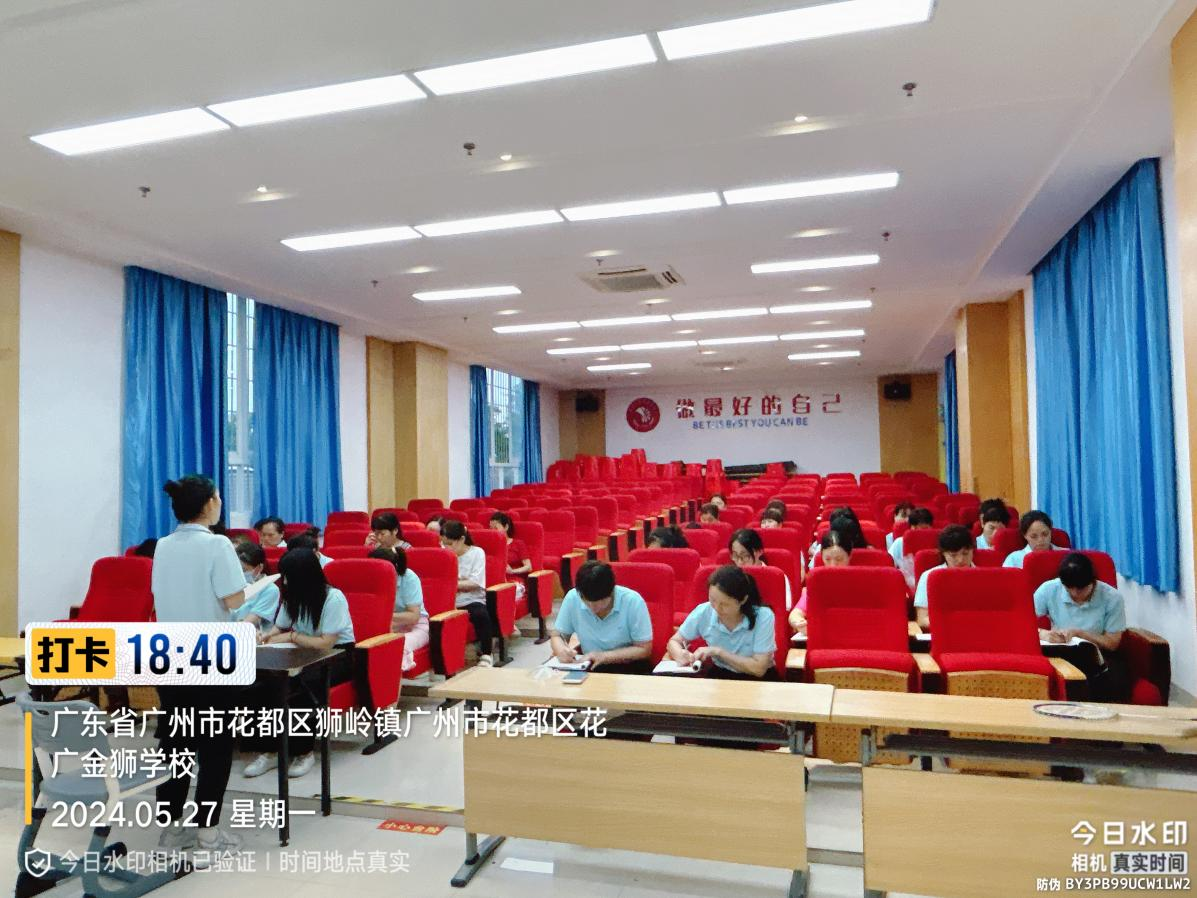 做最好的自己
BE THE BEST YOU CAN BE
打卡 18:40
广东省广州市花都区狮岭镇广州市花都区花
广金狮学校
2024.05.27 星期一
今日水印相机已验证 | 时间地点真实
小心台阶
今日水印
相机 真实时间
防伪 BY3PB99UCW1LW2